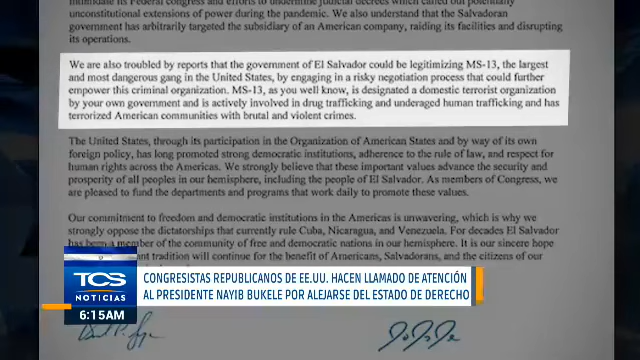 intimidate its Federal congress and efforts to undermine judicial decrees which called out potentially
unconstitutional extensions of power during the pandemic. We also understand that the Salvadoran
government has arbitrarily targeted the subsidiary of an American company, raiding its facilities and disrupting
its operations.
We are also troubled by reports that the government of El Salvador could be legitimizing MS-13, the largest
and most dangerous gang in the United States, by engaging in a risky negotiation process that could further
empower this criminal organization. MS-13, as you well know, is designated a domestic terrorist organization
by your own government and is actively involved in drug trafficking and underaged human trafficking and has
terrorized American communities with brutal and violent crimes.
The United States, through its participation in the Organization of American States and by way of its own
foreign policy, has long promoted strong democratic institutions, adherence to the rule of law, and respect for
human rights across the Americas. We strongly believe that these important values advance the security and
prosperity of all peoples in our hemisphere, including the people of El Salvador. As members of Congress, we
are pleased to fund the departments and programs that work daily to promote these values.
Our commitment to freedom and democratic institutions in the Americas is unwavering, which is why we
strongly oppose the dictatorships that currently rule Cuba, Nicaragua, and Venezuela. For decades El Salvador
has been a member of the community of free and democratic nations in our hemisphere. It is our sincere hope
tradition will continue for the benefit of Americans, Salvadorans, and the citizens of our
TCS
NOTICIAS
6:15AM
CONGRESISTAS REPUBLICANOS DE EE.UU. HACEN LLAMADO DE ATENCIÓN
AL PRESIDENTE NAYIB BUKELE POR ALEJARSE DEL ESTADO DE DERECHO